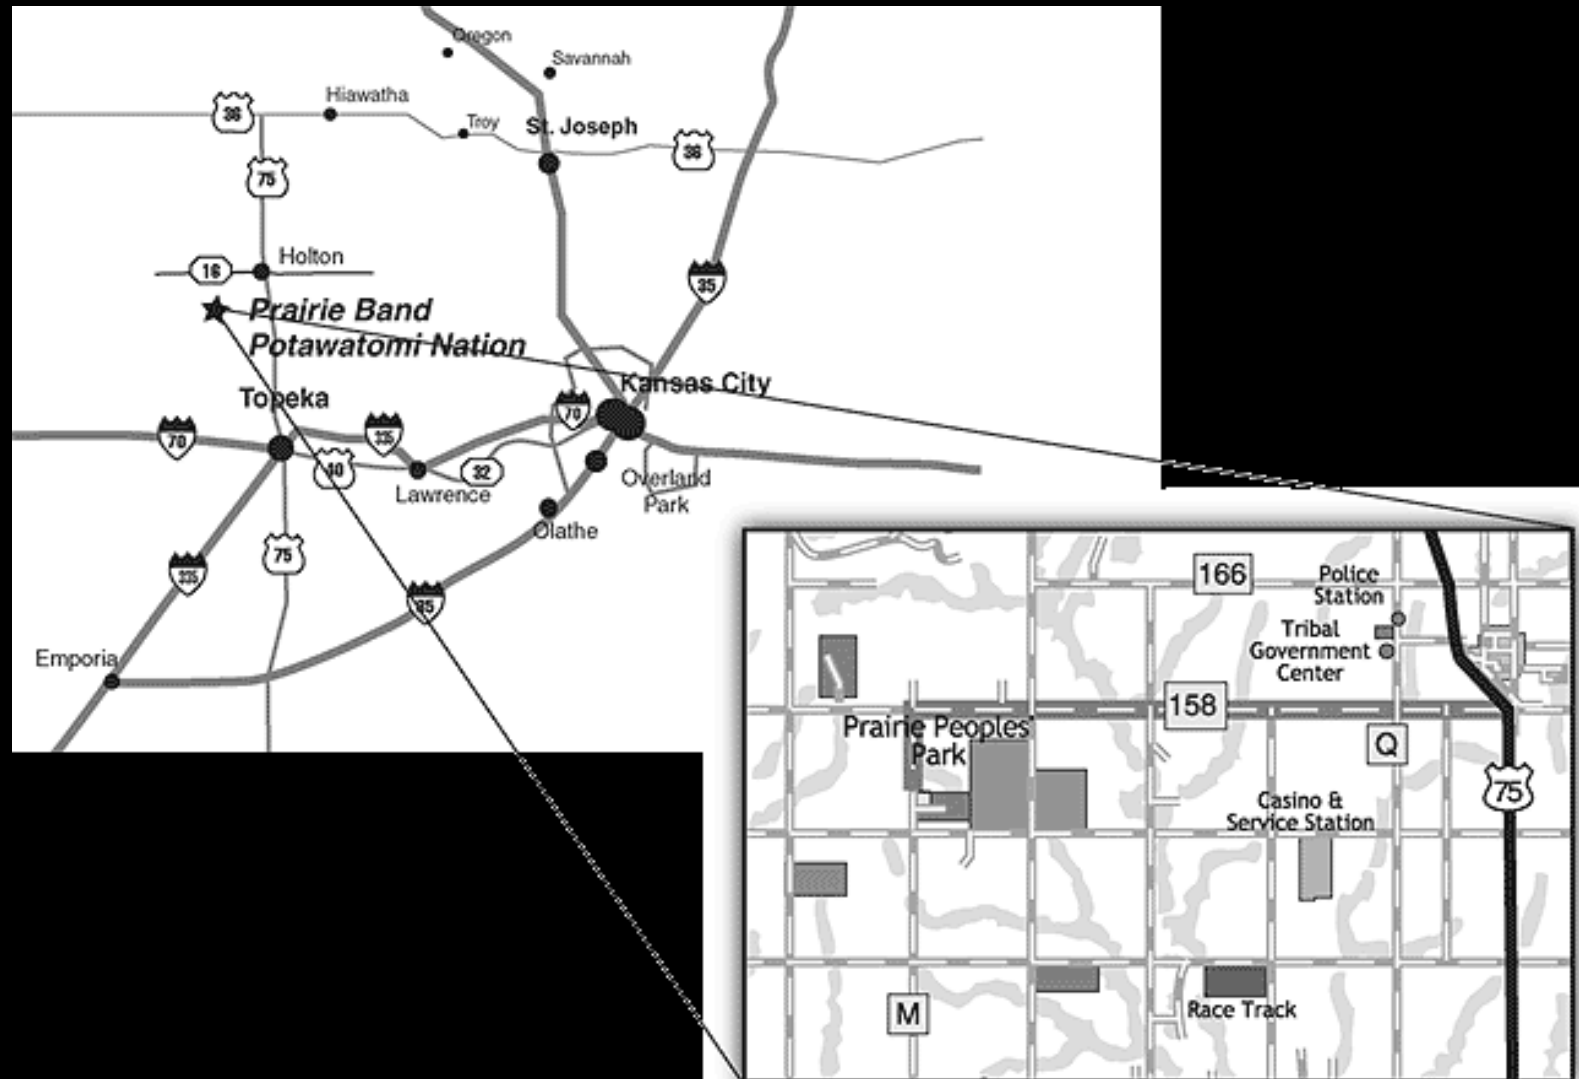 Oregon
Savannah
Hiawatha
36
Troy
St. Joseph
36
75
Holton
16
35
Prairie Band
Potawatomi Nation
Kansas City
Topeka
70
70
335
40
32
Lawrence
Overland
Park
Olathe
75
335
35
Emporia
166
Police
Station
Tribal
Government
Center
158
Prairie Peoples'
Park
Q
75
Casino &
Service Station
M
Race Track